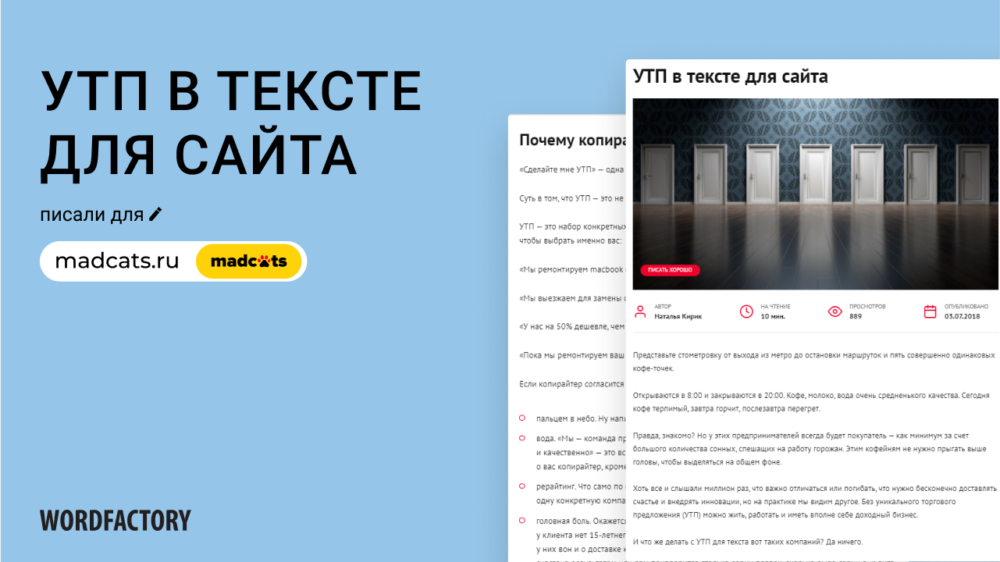 УТП В ТЕКСТЕ
ДЛЯ САЙТА
писали для
madcats.ru
madcats
WORDFACTORY
Почему копира
«Сделайте мне УТП» — одна
Суть в том, что УТП — это не
УТП — это набор конкретных
чтобы выбрать именно вас:
«Мы ремонтируем macbook
«Мы выезжаем для замены
«У нас на 50% дешевле, чем
«Пока мы ремонтируем ваш
Если копирайтер согласится
пальцем в небо. Ну напи
вода. «Мы — команда пр
и качественно» — это вс
о вас копирайтер, кроме
рерайтинг. Что само по
одну конкретную компа
головная боль. Окажется
у клиента нет 15-летнег
у них вон и о доставке к
УТП в тексте для сайта
ПИСАТЬ ХОРОШО
АВТОР
Наталья Кирик
НА ЧТЕНИЕ
10 мин.
ПРОСМОТРОВ
889
ОПУБЛИКОВАНО
03.07.2018
Представьте стометровку от выхода из метро до остановки маршруток и пять совершенно одинаковых
кофе-точек.
Открываются в 8:00 и закрываются в 20:00. Кофе, молоко, вода очень средненького качества. Сегодня
кофе терпимый, завтра горчит, послезавтра перегрет.
Правда, знакомо? Но у этих предпринимателей всегда будет покупатель — как минимум за счет
большого количества сонных, спешащих на работу горожан. Этим кофейням не нужно прыгать выше
головы, чтобы выделяться на общем фоне.
Хоть все и слышали миллион раз, что важно отличаться или погибать, что нужно бесконечно доставлять
счастье и внедрять инновации, но на практике мы видим другое. Без уникального торгового
предложения (УТП) можно жить, работать и иметь вполне себе доходный бизнес.
И что же делать с УТП для текста вот таких компаний? Да ничего.